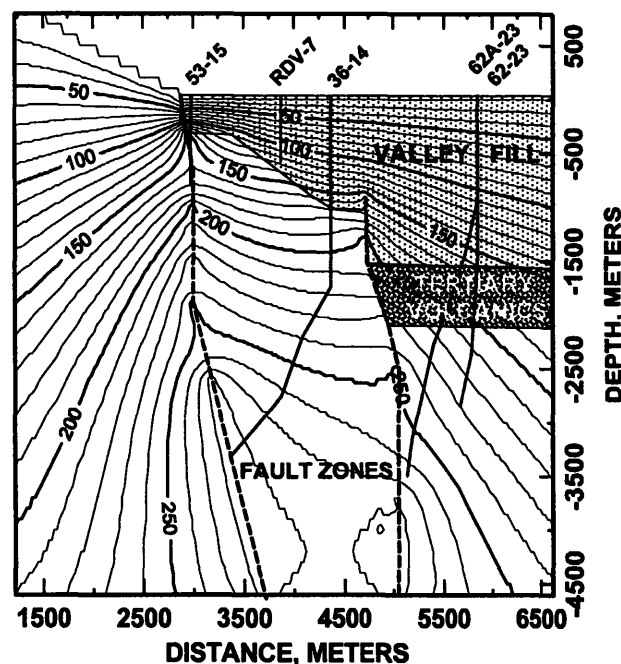 53-15
RDV-7
36-14
62A-23
62-23
500
-500
-1500
-2500
-3500
-4500
DEPTH. METERS
50
100
150
200
250
50
100
150
200
150
250
VALLEY FILL
TERTIARY
VOLCANICS
FAULT ZONES
1500 2500 3500 4500 5500 6500
DISTANCE, METERS